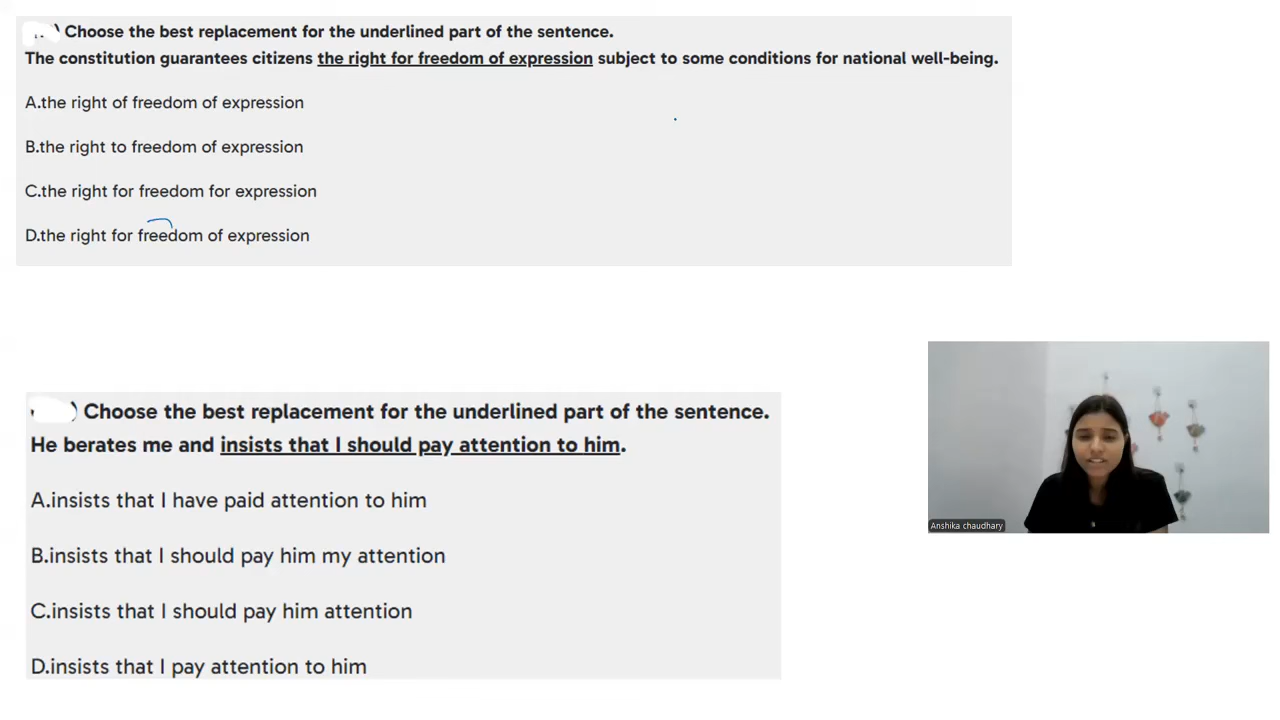 Choose the best replacement for the underlined part of the sentence.
The constitution guarantees citizens the right for freedom of expression subject to some conditions for national well-being.
A.the right of freedom of expression
B.the right to freedom of expression
C.the right for freedom for expression
D.the right for freedom of expression
) Choose the best replacement for the underlined part of the sentence.
He berates me and insists that I should pay attention to him.
A.insists that I have paid attention to him
B.insists that I should pay him my attention
C.insists that I should pay him attention
D.insists that I pay attention to him
Anshika chaudhary